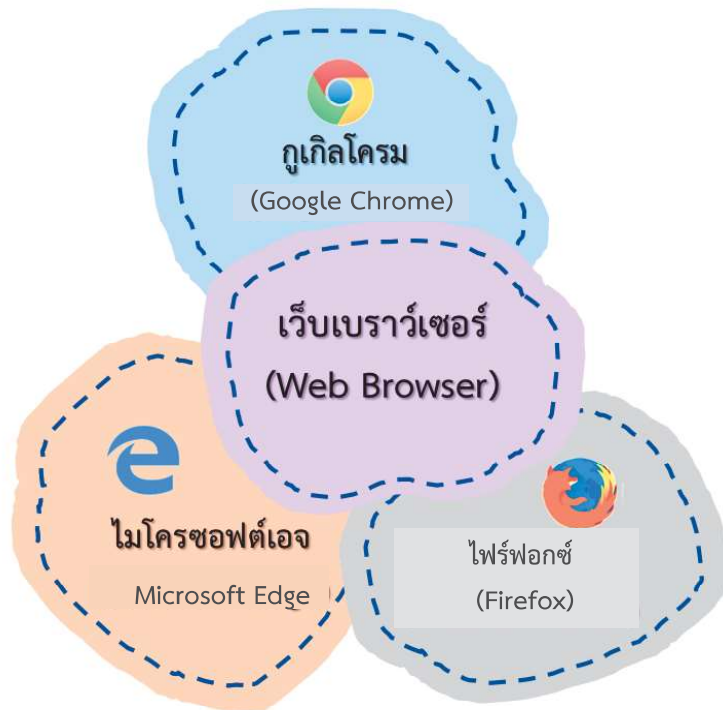 กูเกิลโครม
(Google Chrome)
เว็บเบราว์เซอร์
(Web Browser)
ไมโครซอฟต์เอจ
Microsoft Edge )
ไฟร์ฟอกซ์
(Firefox)